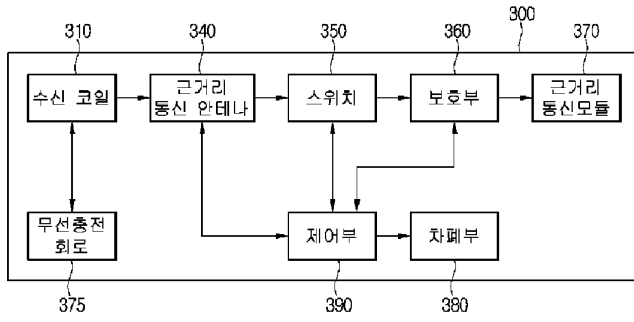 310
340
350
360
300
370
수신 코일
근거리
통신 안테나
스위치
보호부
근거리
통신모듈
무선충전
회로
제어부
차폐부
375
390
380